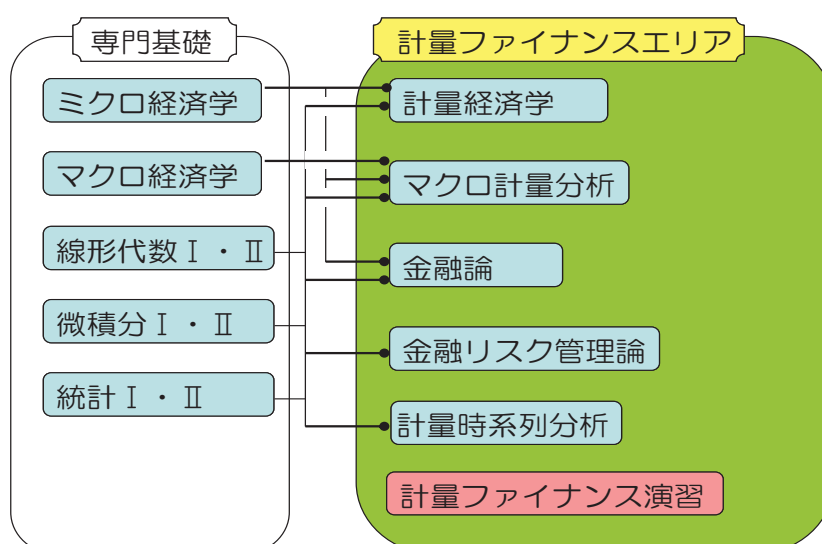 専門基礎
ミクロ経済学
マクロ経済学
線形代数Ⅰ・Ⅱ
微積分Ⅰ・Ⅱ
統計Ⅰ・Ⅱ
計量ファイナンスエリア
計量経済学
マクロ計量分析
金融論
金融リスク管理論
計量時系列分析
計量ファイナンス演習